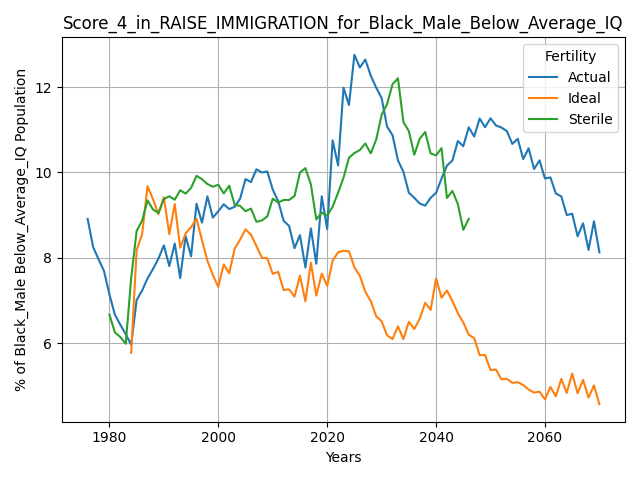 Score_4_in_RAISE_IMMIGRATION_for_Black_Male_Below_Average_IQ
% of Black_Male Below_Average_IQ Population
12
10
8
6
Fertility
Actual
Ideal
Sterile
1980 2000 2020 2040 2060
Years